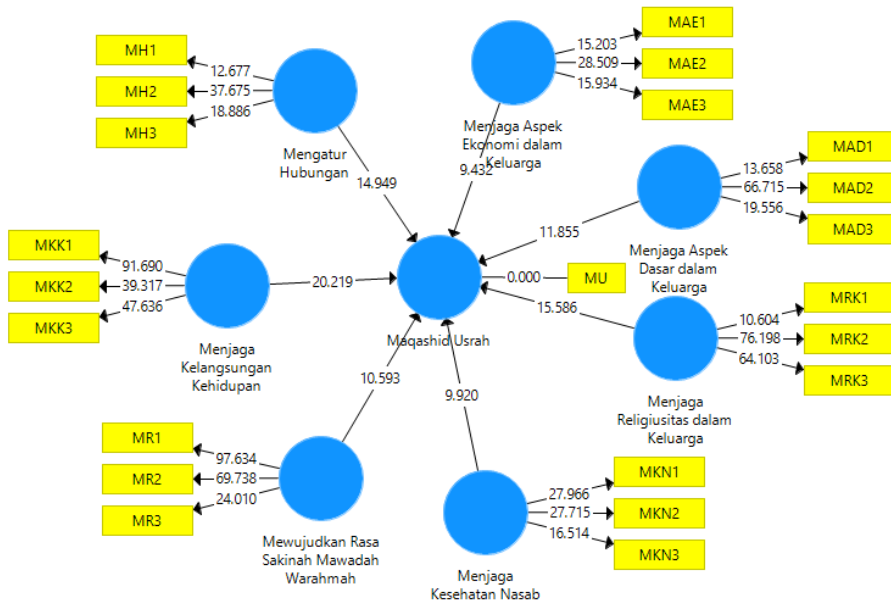 MH1
MH2
MH3
12.677
37.675
18.886
Mengatur
Hubungan
14.949
MAE1
MAE2
MAE3
15.203
28.509
15.934
Menjaga Aspek
Ekonomi dalam
Keluarga
9.432
MAD1
MAD2
MAD3
13.658
66.715
19.556
Menjaga Aspek
Dasar dalam
Keluarga
11.855
MKK1
MKK2
MKK3
91.690
39.317
47.636
Menjaga
Kelangsungan
Kehidupan
20.219
Maqashid Usrah
0.000
MU
MRK1
MRK2
MRK3
10.604
76.198
64.103
Menjaga
Religiusitas dalam
Keluarga
15.586
MR1
MR2
MR3
97.634
69.738
24.010
Mewujudkan Rasa
Sakinah Mawadah
Warahmah
10.593
MKN1
MKN2
MKN3
27.966
27.715
16.514
Menjaga
Kesehatan Nasab
9.920